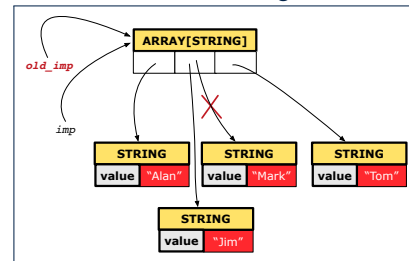 ARRAY[STRING]
old_imp
imp
STRING
value "Alan"
STRING
value "Mark"
STRING
value "Tom"
STRING
value "Jim"